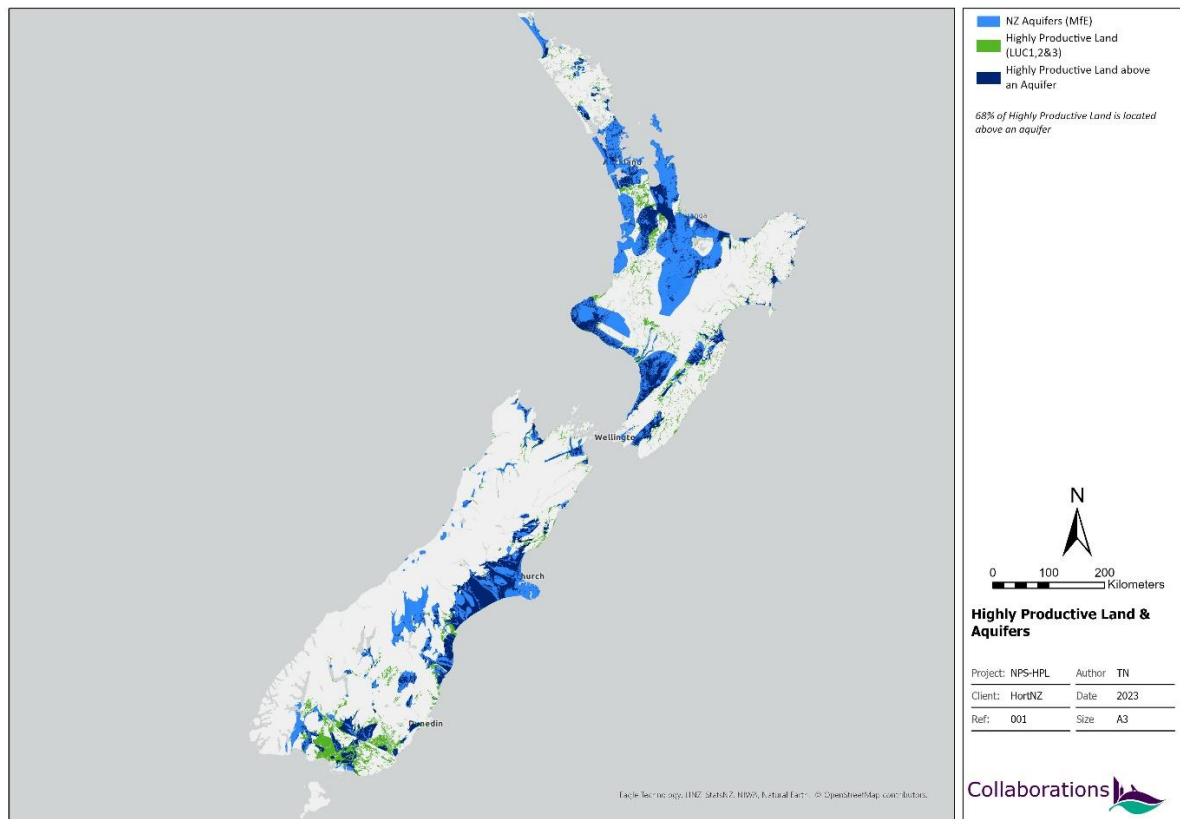 NZ Aquifers (MfE)
Highly Productive Land
(LUC1,2&3)
Highly Productive Land above
an Aquifer
68% of Highly Productive Land is located
above an aquifer
Wellingto
hurch
Dunedin
N
0 100 200
Kilometers
Highly Productive Land &
Aquifers
Project: NPS-HPL Author TN
Client: HortNZ Date 2023
Ref: 001 Size A3
Collaborations
Eagle Technology, LINZ, StatsNZ, NIWA, Natural Earth, © OpenStreetMap contributors.